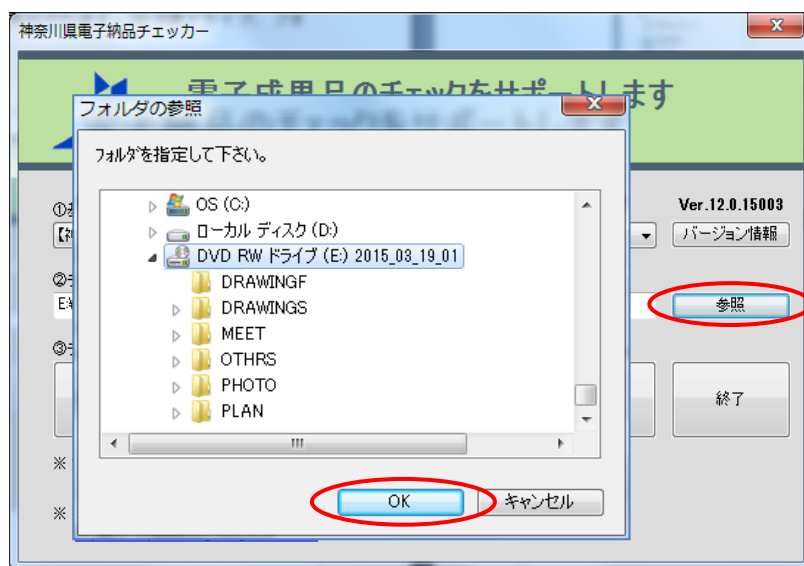 神奈川県電子納品チェッカー
電子成果品のチェックをサポートします
フォルダの参照
フォルダを指定して下さい。
OS (C:)
ローカル ディスク (D:)
DVD RW ドライブ (E:) 2015_03_19_01
DRAWINGF
DRAWINGS
MEET
OTHRS
PHOTO
PLAN
OK
キャンセル
Ver.12.0.15003
①
バージョン情報
②
E:¥
参照
③
終了
※
※